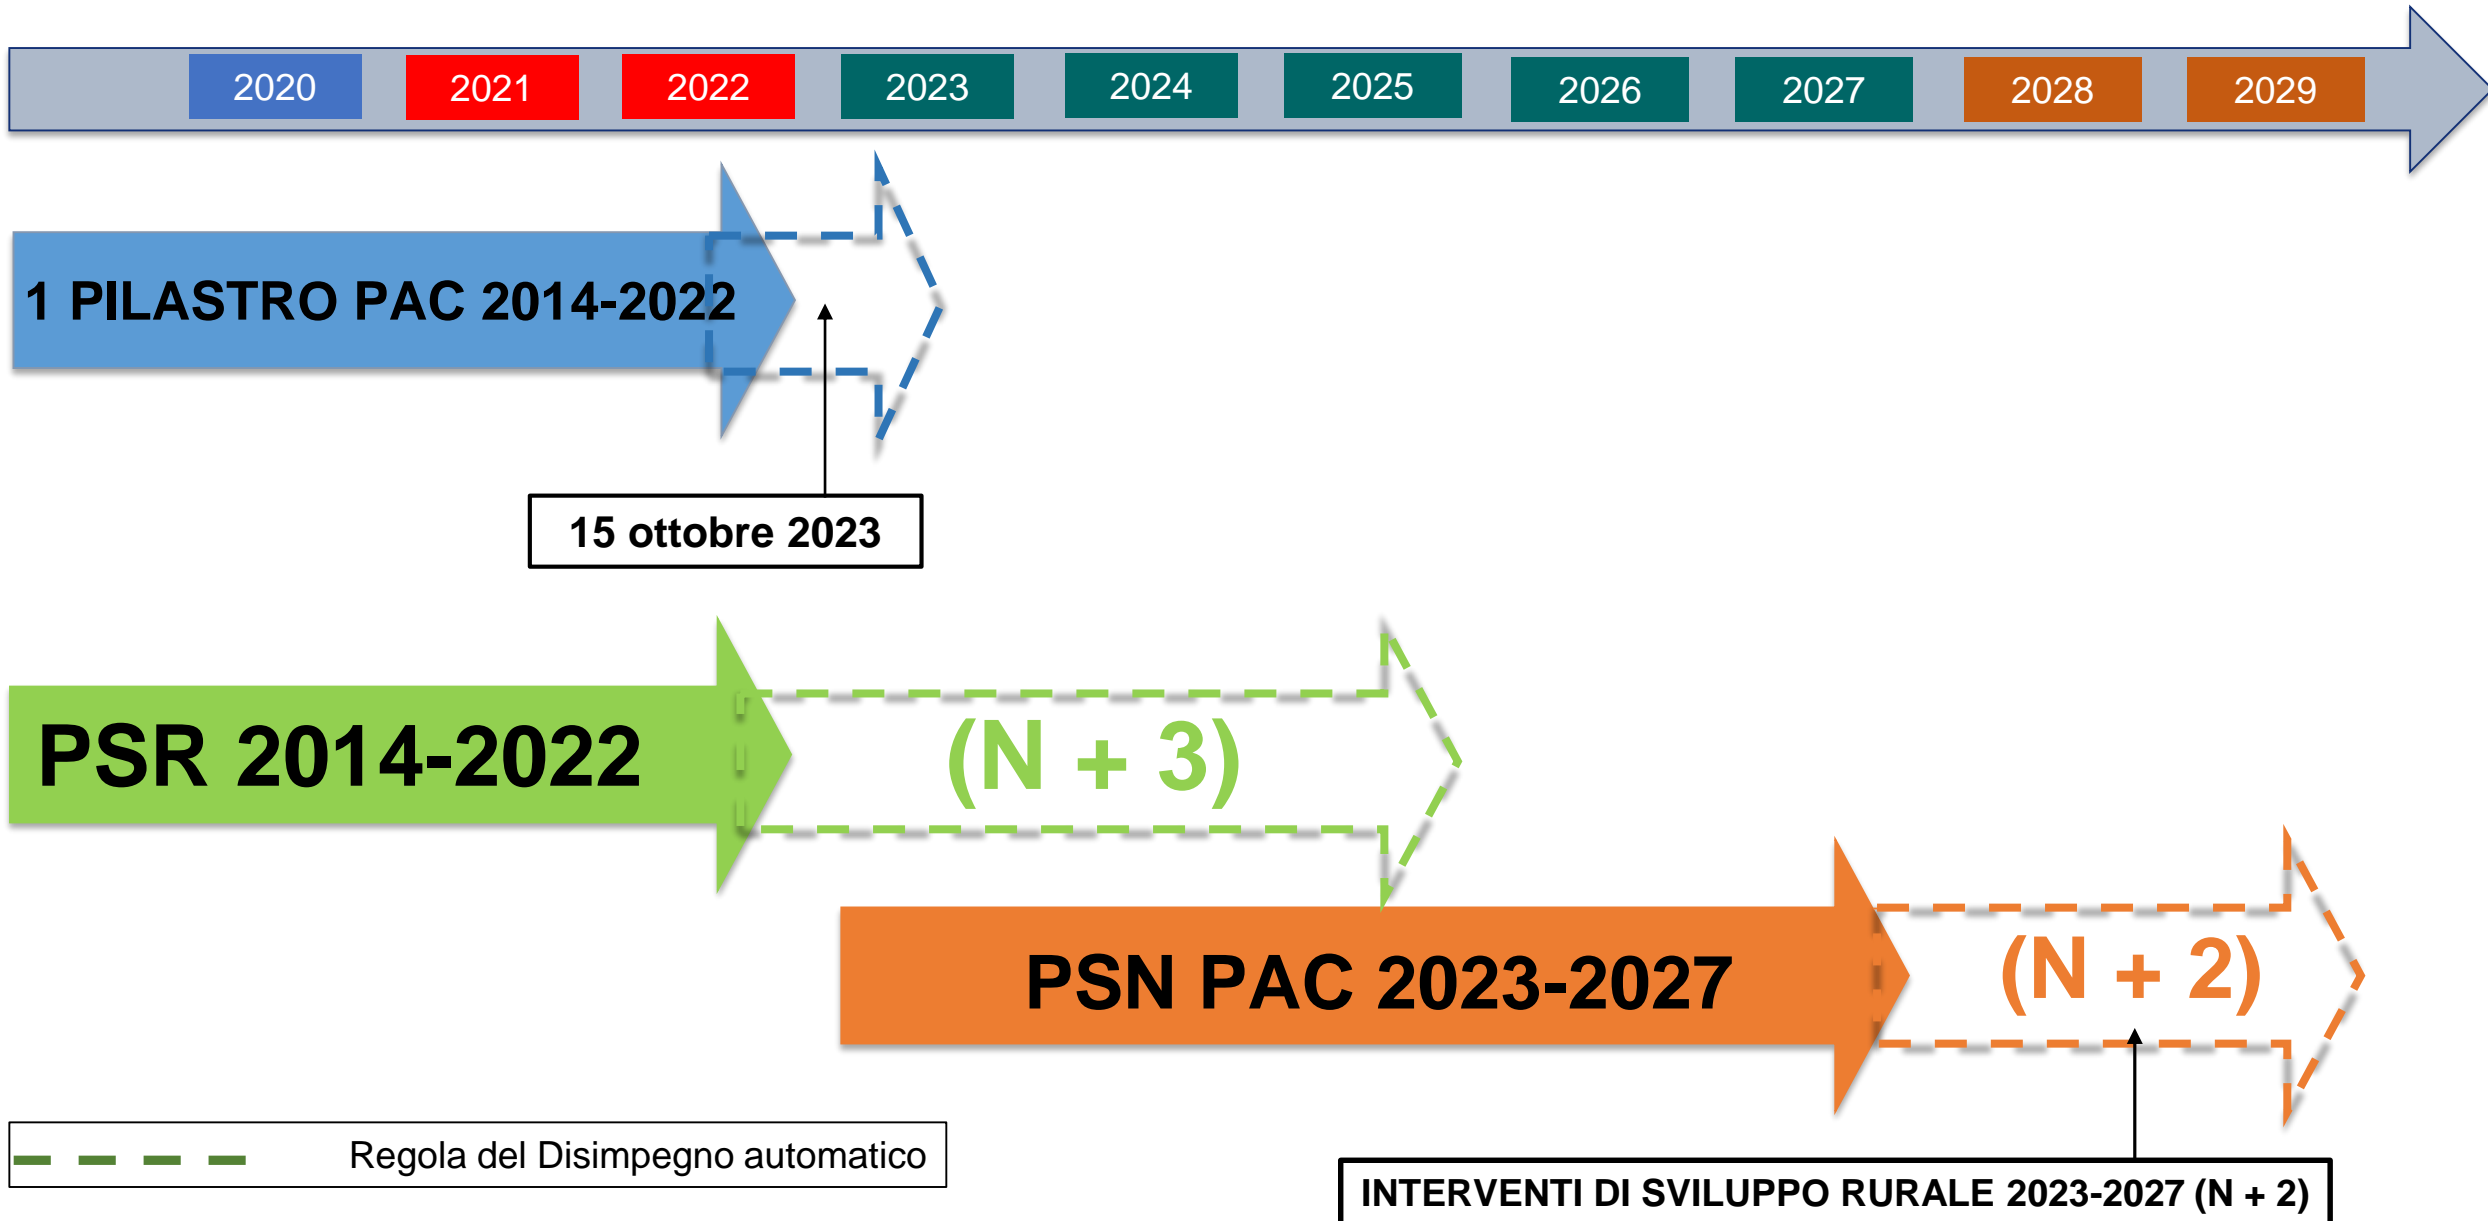 2020 2021 2022 2023 2024 2025 2026 2027 2028 2029
1 PILASTRO PAC 2014-2022
15 ottobre 2023
PSR 2014-2022
(N + 3)
PSN PAC 2023-2027
(N + 2)
Regola del Disimpegno automatico
INTERVENTI DI SVILUPPO RURALE 2023-2027 (N + 2)